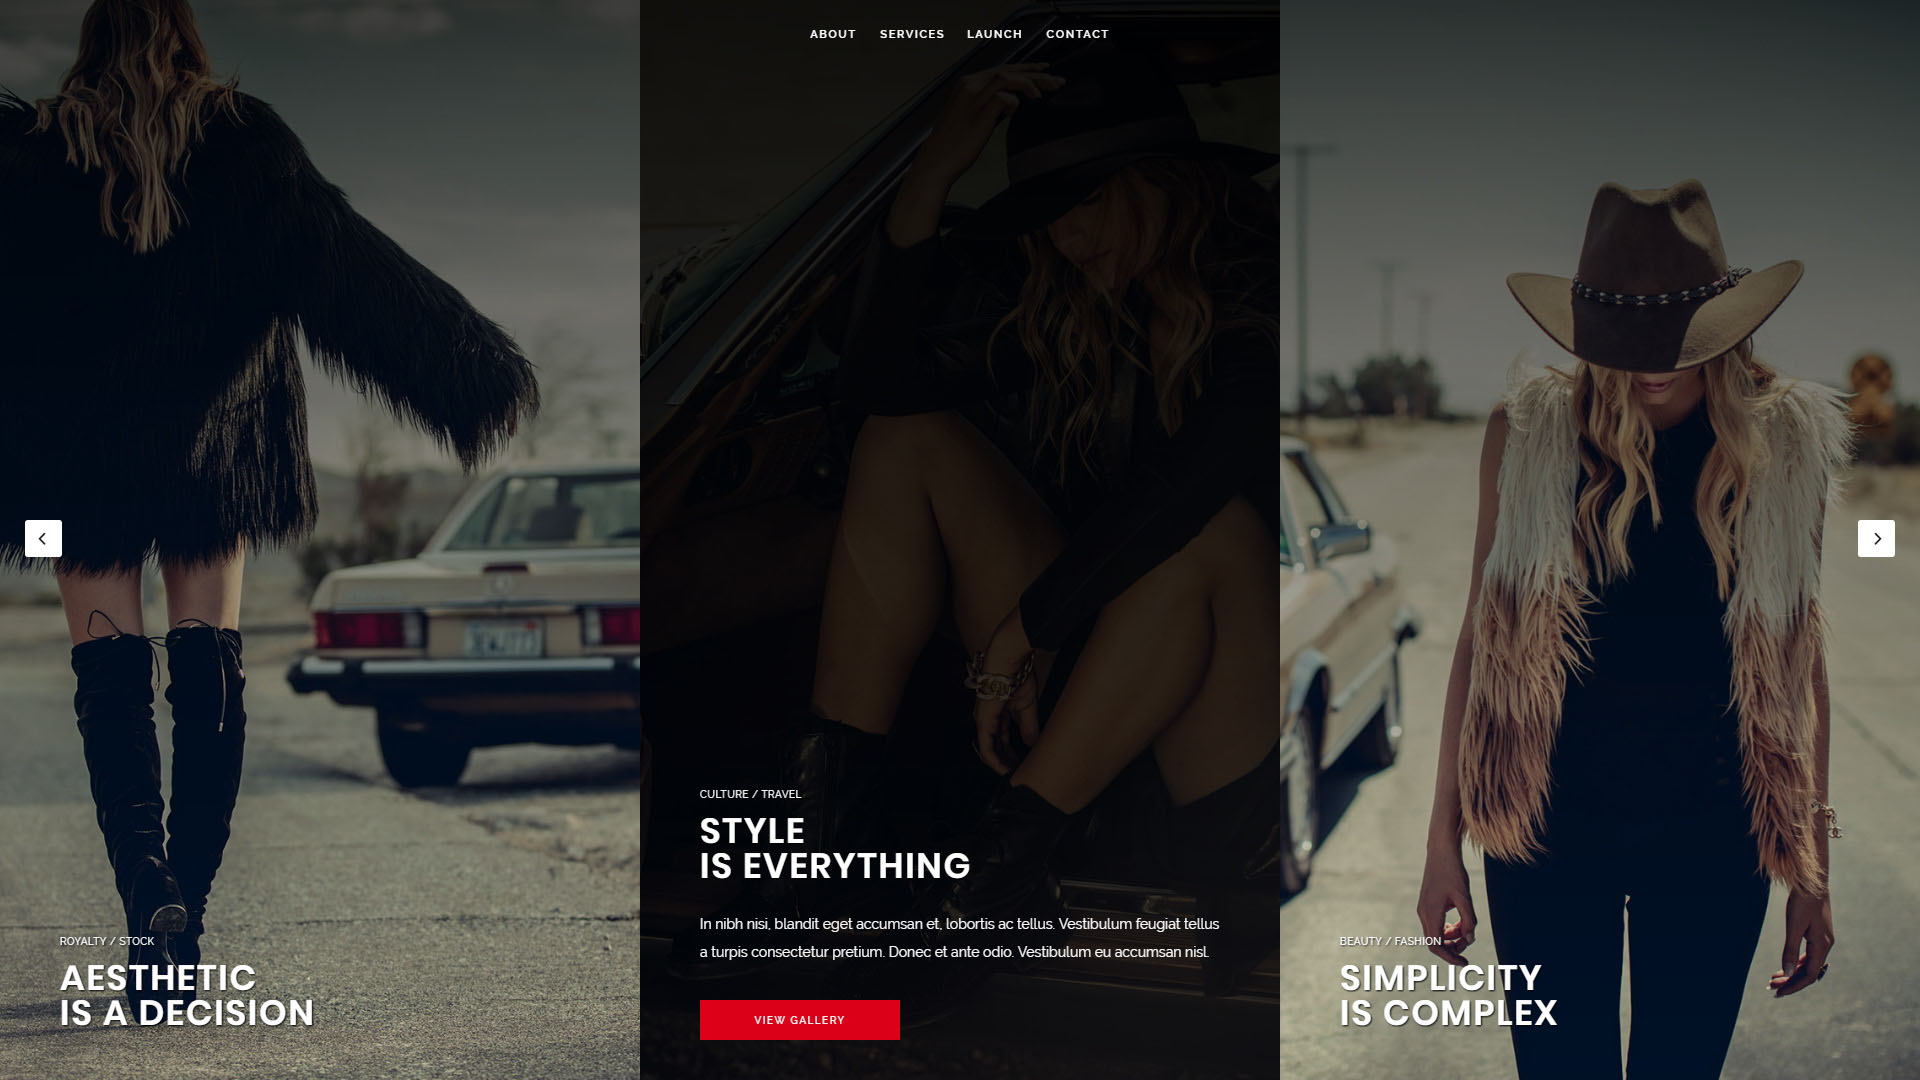 ABOUT SERVICES LAUNCH CONTACT
ROYALTY / STOCK
AESTHETIC
IS A DECISION
CULTURE / TRAVEL
STYLE
IS EVERYTHING
In nibh nisi, blandit eget accumsan et, lobortis ac tellus. Vestibulum feugiat tellus
a turpis consectetur pretium. Donec et ante odio. Vestibulum eu accumsan nisl.
VIEW GALLERY
BEAUTY / FASHION
SIMPLICITY
IS COMPLEX